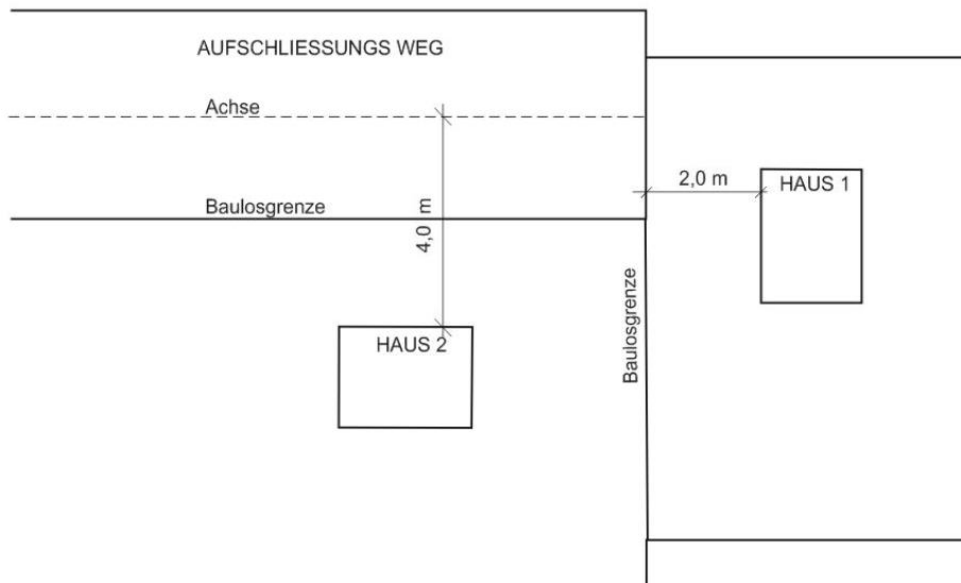 AUFSCHLIESSUNGS WEG
Achse
2,0 m
HAUS 1
Baulosgrenze
4,0 m
Baulosgrenze
HAUS 2